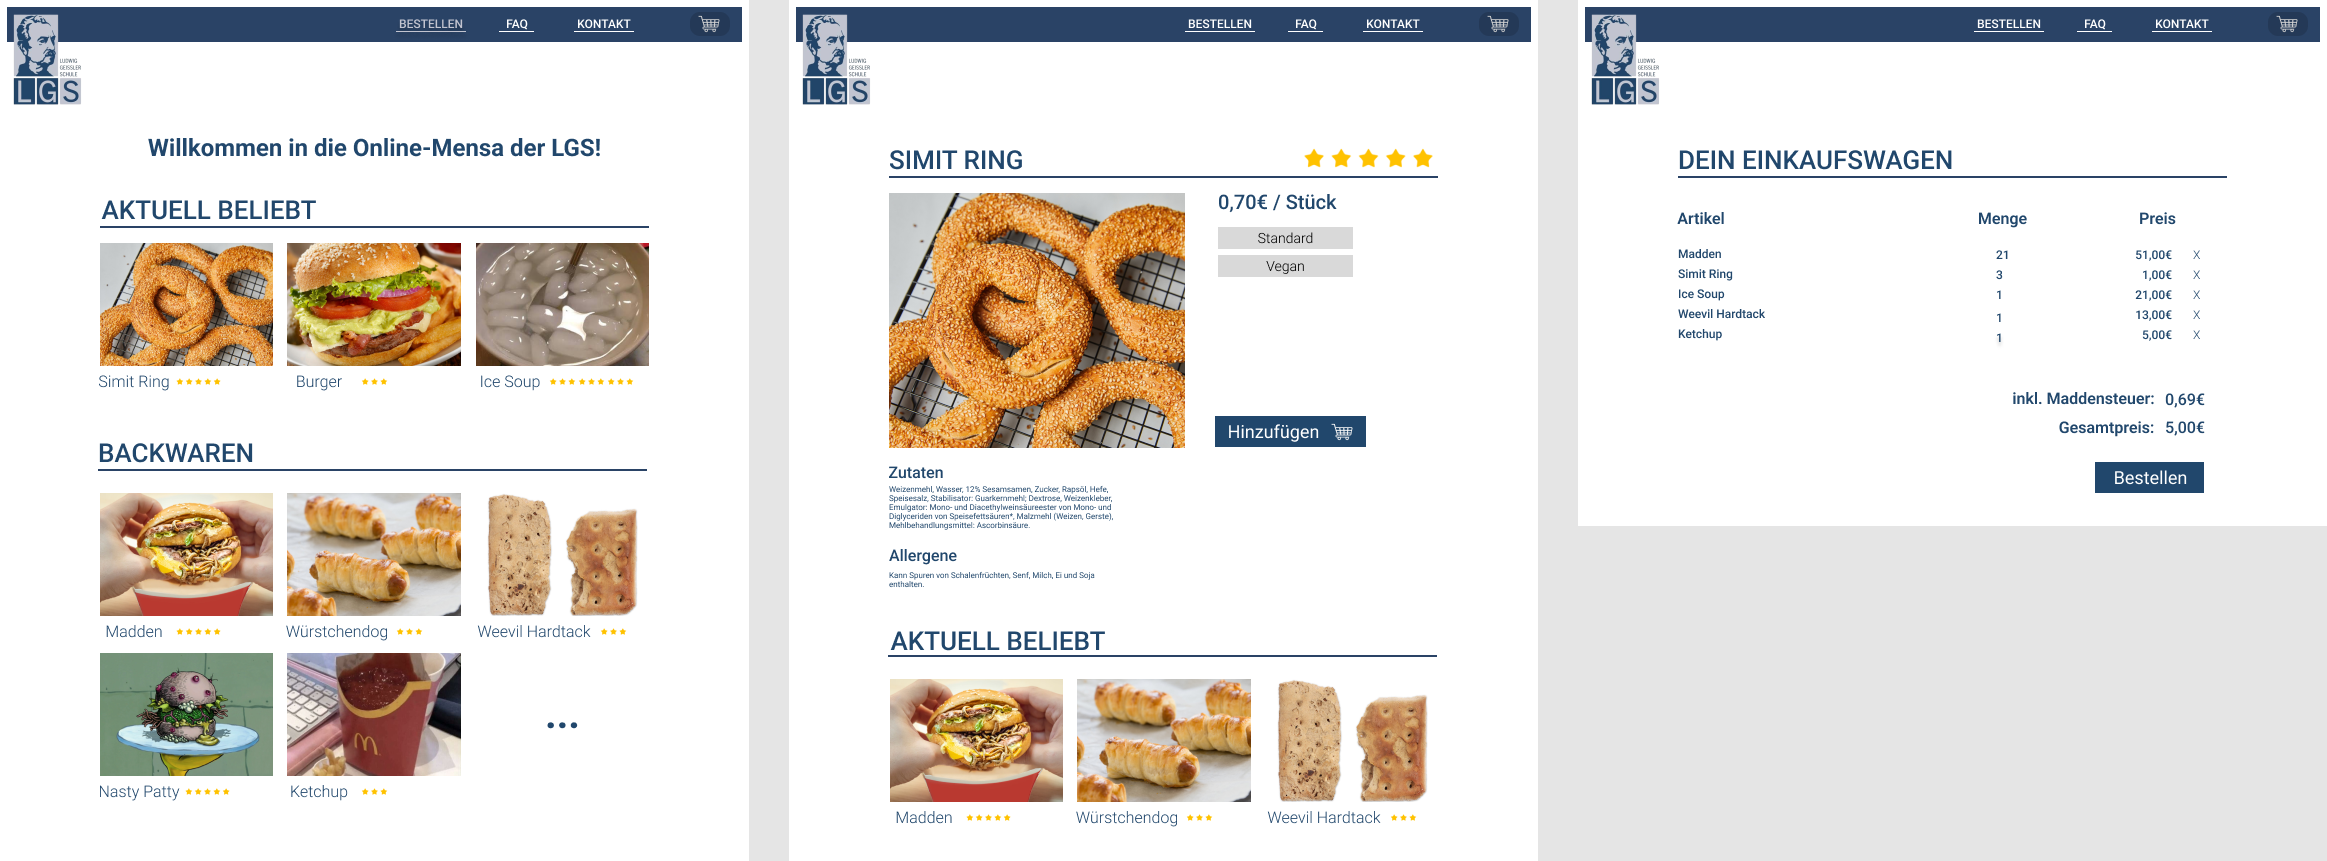 BESTELLEN FAQ KONTAKT
LUDWIG
GEISSLER
SCHULE
LGS
Willkommen in die Online-Mensa der LGS!
AKTUELL BELIEBT
Simit Ring Burger Ice Soup
BACKWAREN
Madden Würstchendog Weevil Hardtack
Nasty Patty Ketchup ...
BESTELLEN FAQ KONTAKT
LUDWIG
GEISSLER
SCHULE
LGS
SIMIT RING
0,70€ / Stück
Standard
Vegan
Hinzufügen
Zutaten
Weizenmehl, Wasser, 12% Sesamsamen, Zucker, Rapsöl, Hefe,
Speisesalz, Stabilisator: Guarkernmehl; Dextrose, Weizenkleber,
Emulgator: Mono- und Diacethylweinsäureester von Mono- und
Diglyceriden von Speisefettsäuren*, Malzmehl (Weizen, Gerste),
Mehlbehandlungsmittel: Ascorbinsäure.
Allergene
Kann Spuren von Schalenfrüchten, Senf, Milch, Ei und Soja
enthalten.
AKTUELL BELIEBT
Madden Würstchendog Weevil Hardtack
BESTELLEN FAQ KONTAKT
LUDWIG
GEISSLER
SCHULE
LGS
DEIN EINKAUFSWAGEN
Artikel Menge Preis
Madden 21 51,00€ X
Simit Ring 3 1,00€ X
Ice Soup 1 21,00€ X
Weevil Hardtack 1 13,00€ X
Ketchup 1 5,00€ X
inkl. Maddensteuer: 0,69€
Gesamtpreis: 5,00€
Bestellen